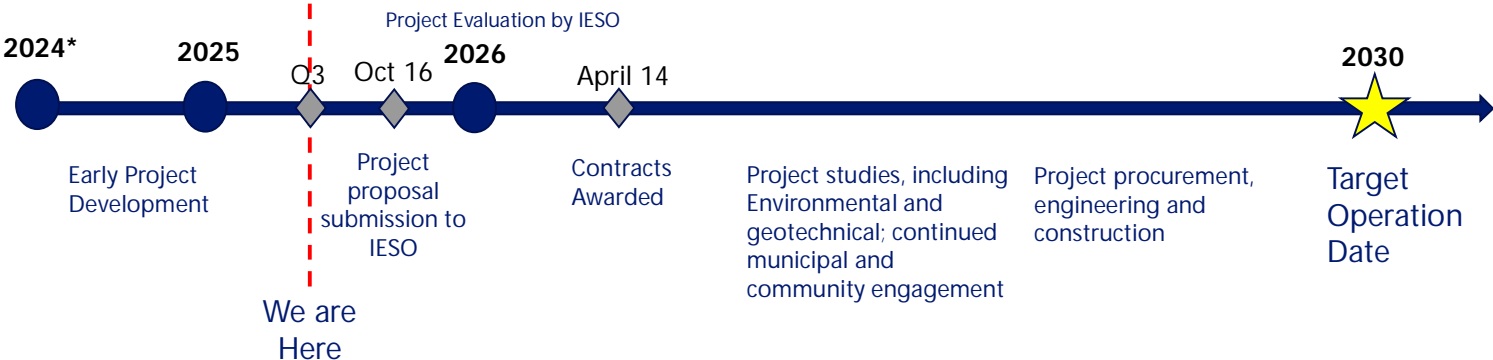 Project Evaluation by IESO
2024*
2025
Q3
Oct 16
2026
April 14
2030
Early Project
Development
Project
proposal
submission to
IESO
Contracts
Awarded
Project studies, including
Environmental and
geotechnical; continued
municipal and
community engagement
Project procurement,
engineering and
construction
Target
Operation
Date
We are
Here